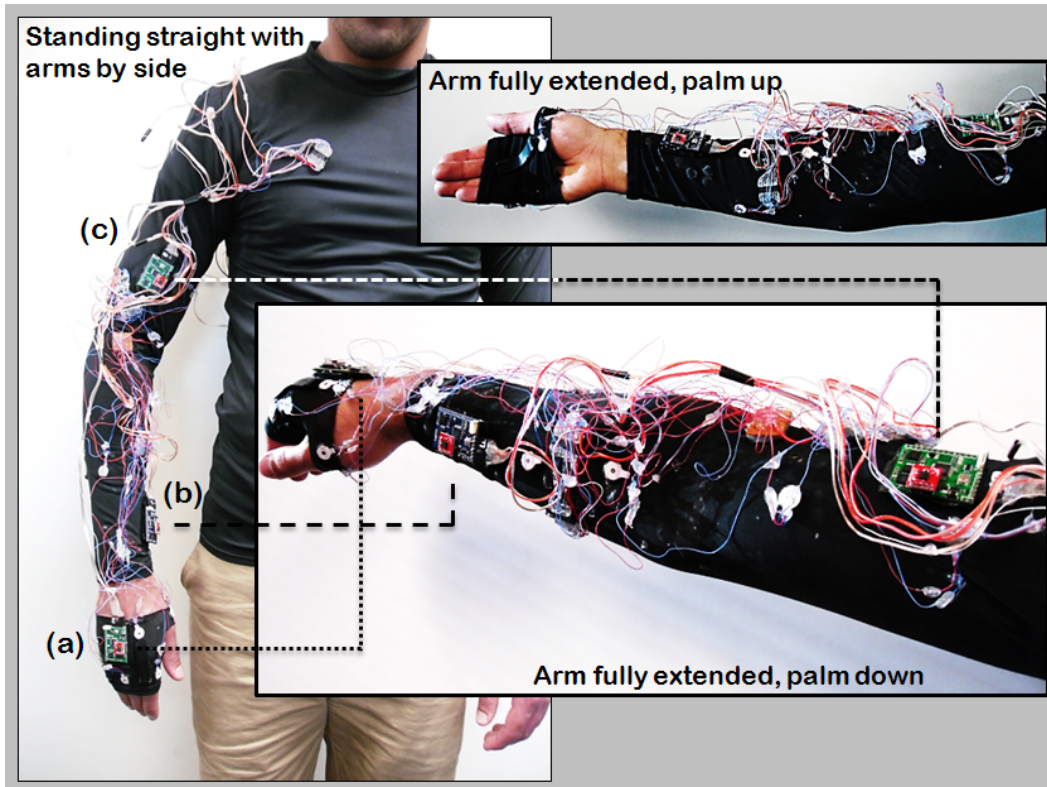 Standing straight with
arms by side
Arm fully extended, palm up
(c)
(b)
(a)
Arm fully extended, palm down